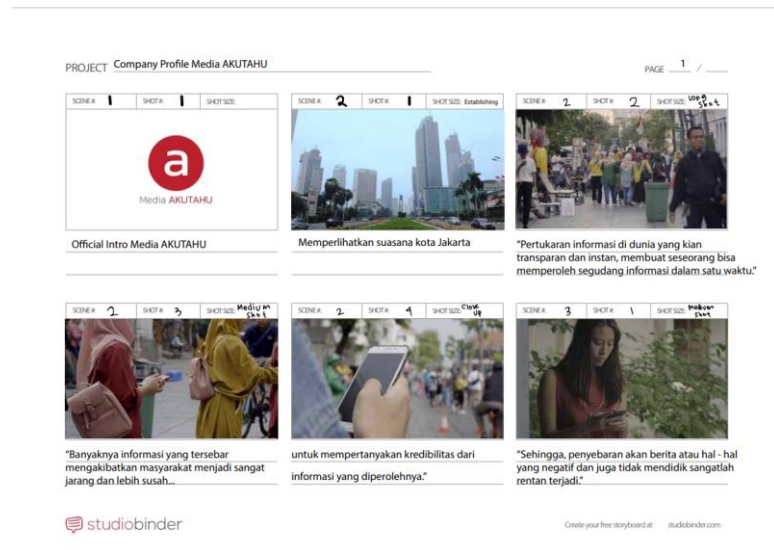 PROJECT Company Profile Media AKUTAHU
PAGE 1 /
SCENE #: 1 SHOT #: 1 SHOT SIZE:
a
Media AKUTAHU
Official Intro Media AKUTAHU
SCENE #: 2 SHOT #: 1 SHOT SIZE: Establishing
Memperlihatkan suasana kota Jakarta
SCENE #: 2 SHOT #: 2 SHOT SIZE: long shot
"Pertukaran informasi di dunia yang kian
transparan dan instan, membuat seseorang bisa
memperoleh segudang informasi dalam satu waktu."
SCENE #: 2 SHOT #: 3 SHOT SIZE: Medium shot
"Banyaknya informasi yang tersebar
mengakibatkan masyarakat menjadi sangat
jarang dan lebih susah...
SCENE #: 2 SHOT #: 4 SHOT SIZE: Close up
untuk mempertanyakan kredibilitas dari
informasi yang diperolehnya."
SCENE #: 3 SHOT #: 1 SHOT SIZE: Medium shot
"Sehingga, penyebaran akan berita atau hal - hal
yang negatif dan juga tidak mendidik sangatlah
rentan terjadi."
studiobinder
Create your free storyboard at studiobinder.com